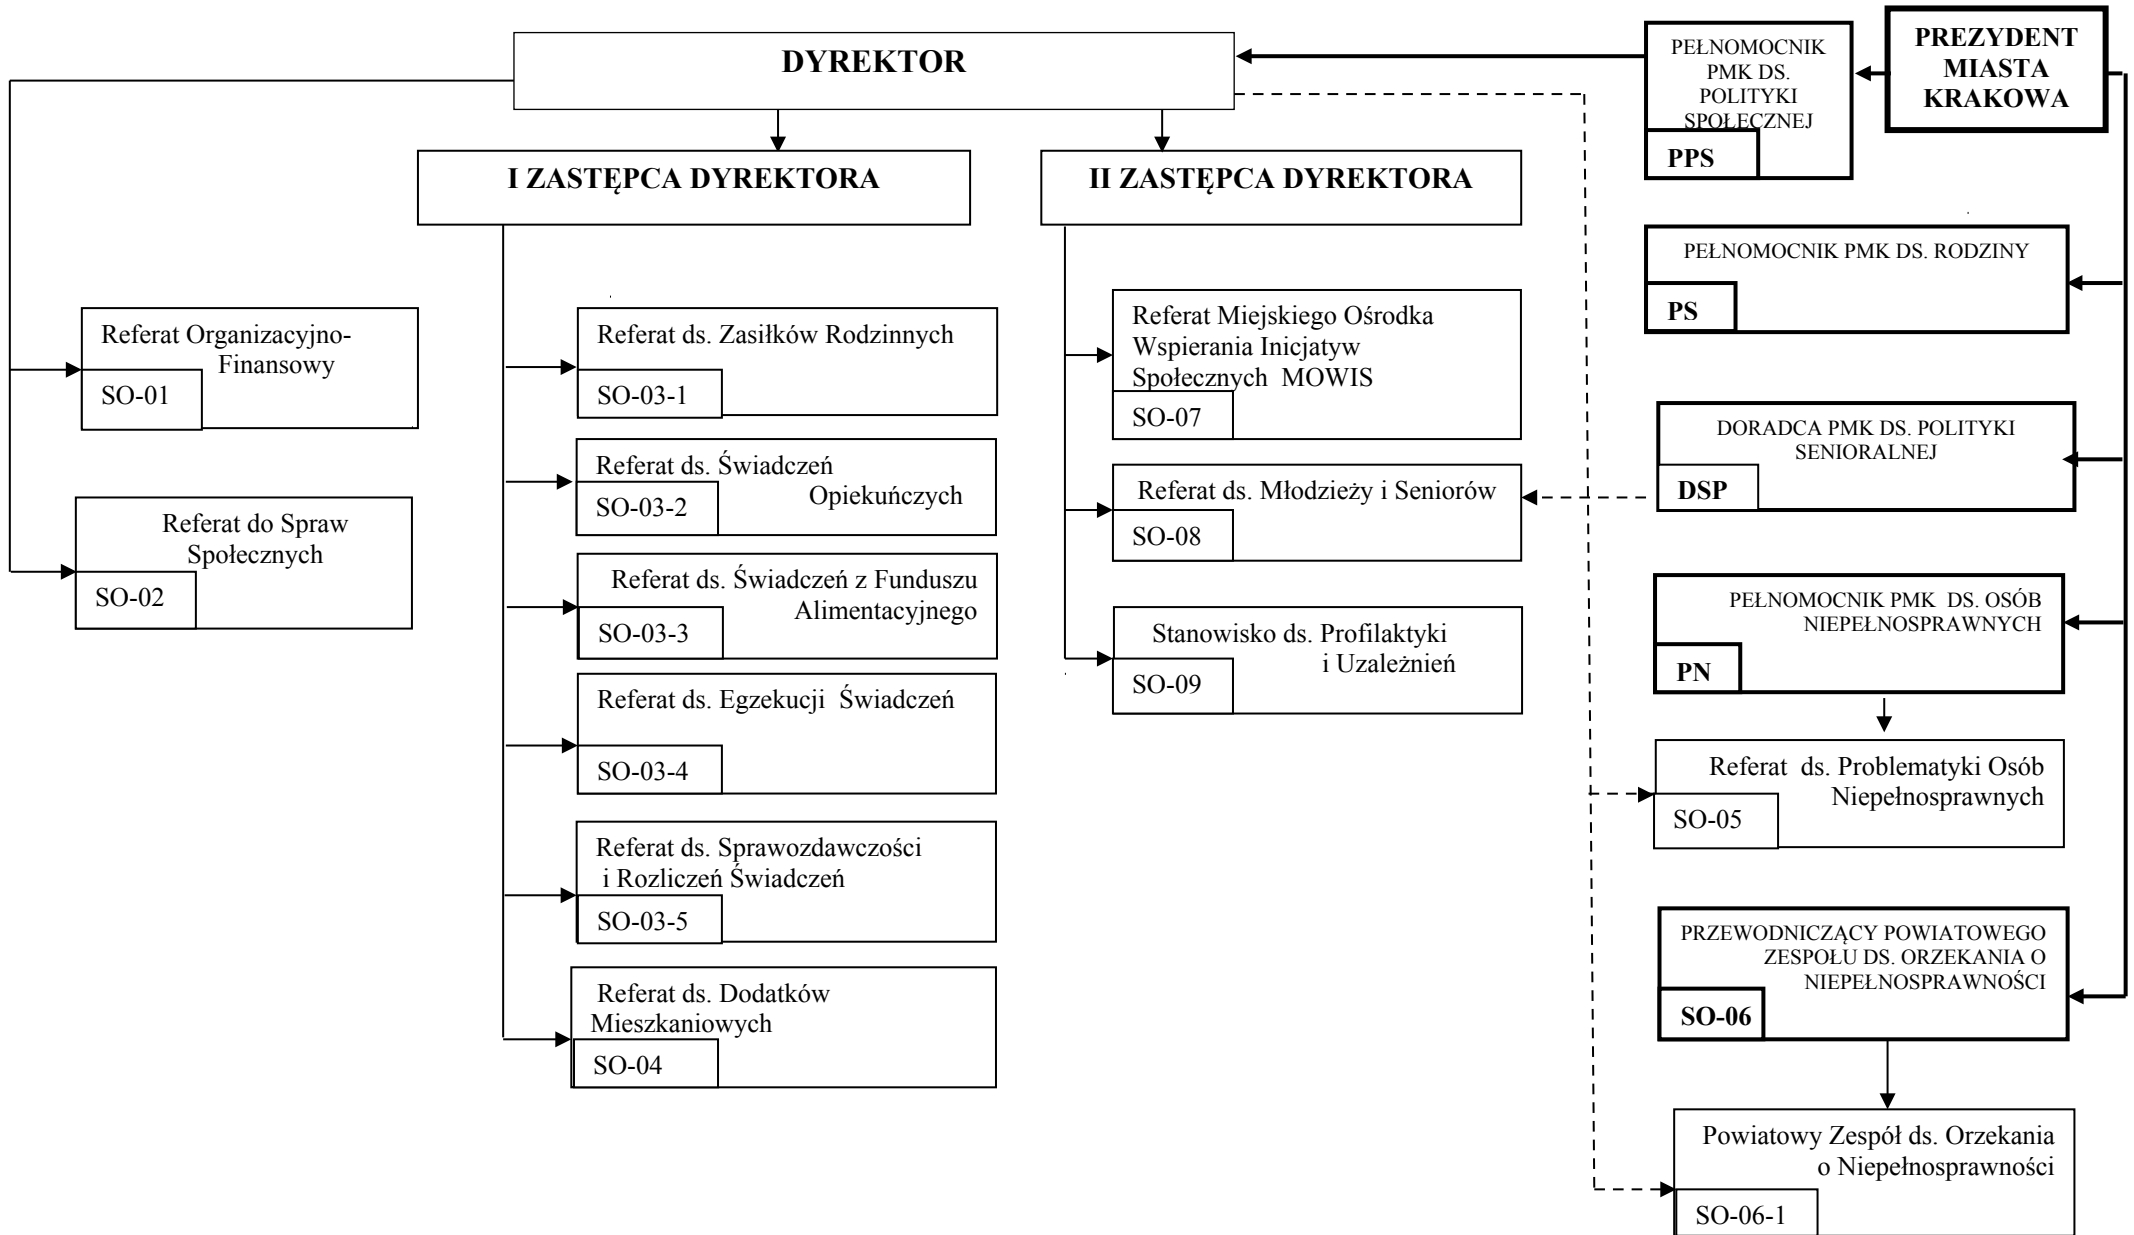 DYREKTOR
PEŁNOMOCNIK
PMK DS.
POLITYKI
SPOŁECZNEJ
PPS
PREZYDENT
MIASTA
KRAKOWA
I ZASTĘPCA DYREKTORA
II ZASTĘPCA DYREKTORA
PEŁNOMOCNIK PMK DS. RODZINY
PS
Referat Organizacyjno-
Finansowy
SO-01
Referat do Spraw
Społecznych
SO-02
Referat ds. Zasiłków Rodzinnych
SO-03-1
Referat ds. Świadczeń
Opiekuńczych
SO-03-2
Referat ds. Świadczeń z Funduszu
Alimentacyjnego
SO-03-3
Referat ds. Egzekucji Świadczeń
SO-03-4
Referat ds. Sprawozdawczości
i Rozliczeń Świadczeń
SO-03-5
Referat ds. Dodatków
Mieszkaniowych
SO-04
Referat Miejskiego Ośrodka
Wspierania Inicjatyw
Społecznych MOWIS
SO-07
Referat ds. Młodzieży i Seniorów
SO-08
Stanowisko ds. Profilaktyki
i Uzależnień
SO-09
DORADCA PMK DS. POLITYKI
SENIORALNEJ
DSP
PEŁNOMOCNIK PMK DS. OSÓB
NIEPEŁNOSPRAWNYCH
PN
Referat ds. Problematyki Osób
Niepełnosprawnych
SO-05
PRZEWODNICZĄCY POWIATOWEGO
ZESPOŁU DS. ORZEKANIA O
NIEPEŁNOSPRAWNOŚCI
SO-06
Powiatowy Zespół ds. Orzekania
o Niepełnosprawności
SO-06-1